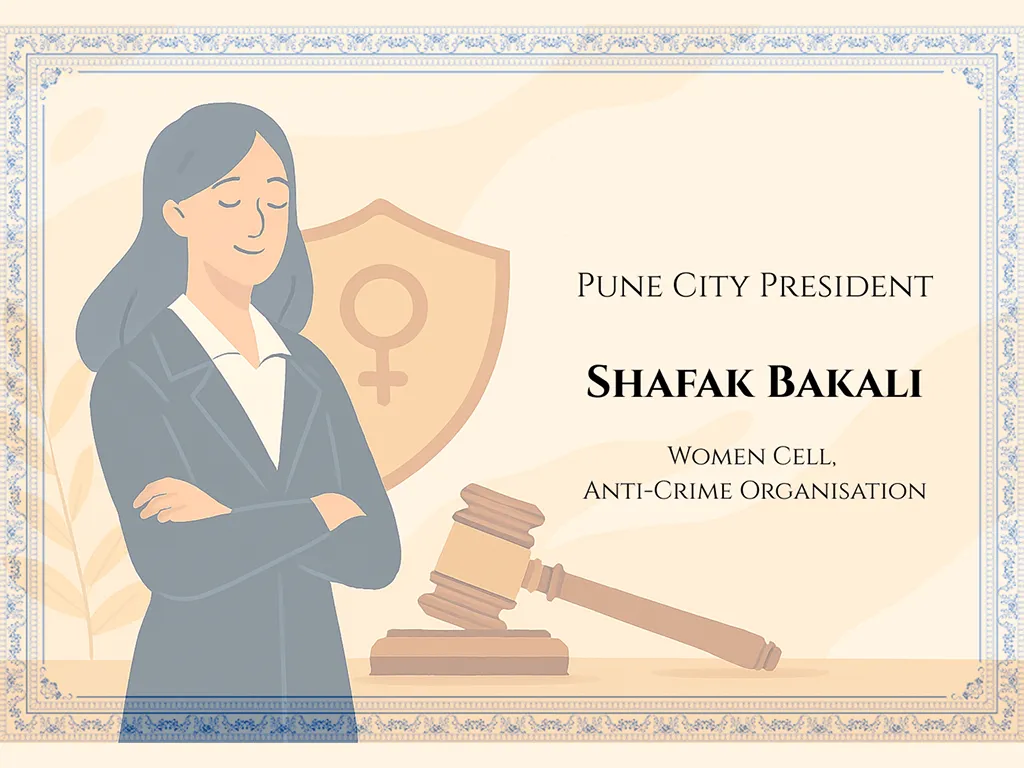 Pune City President
Shafak Bakali
Women Cell,
Anti-Crime Organisation